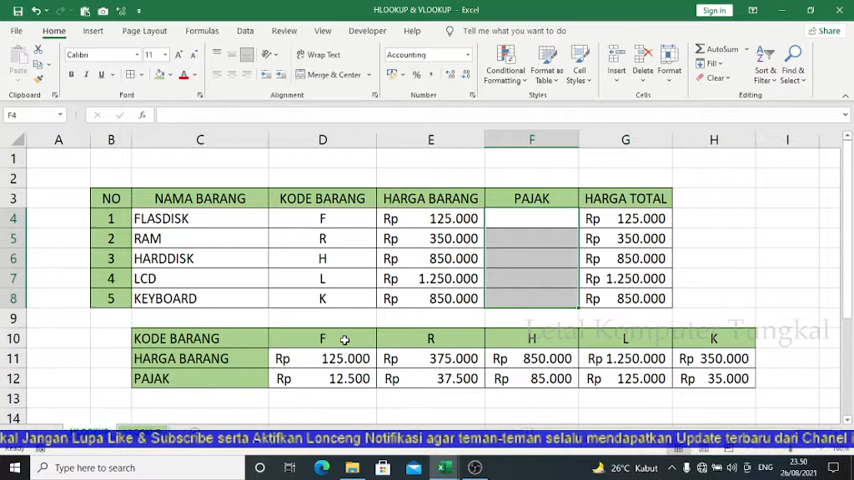 HLOOKUP & VLOOKUP - Excel
Sign in
File Home Insert Page Layout Formulas Data Review View Developer Help Tell me what you want to do Share
Calibri 11 Wrap Text Accounting AutoSum
Paste Merge & Center Conditional Formatting Format as Table Cell Styles Insert Delete Format Fill Clear Sort & Filter Find & Select
Clipboard Font Alignment Number Styles Cells Editing
F4
A B C D E F G H I
1
2
3 NO NAMA BARANG KODE BARANG HARGA BARANG PAJAK HARGA TOTAL
4 1 FLASDISK F Rp 125.000 Rp 125.000
5 2 RAM R Rp 350.000 Rp 350.000
6 3 HARDDISK H Rp 850.000 Rp 850.000
7 4 LCD L Rp 1.250.000 Rp 1.250.000
8 5 KEYBOARD K Rp 850.000 Rp 850.000
9
Letal Komputer Tungkal
10 KODE BARANG F R H L K
11 HARGA BARANG Rp 125.000 Rp 375.000 Rp 850.000 Rp 1.250.000 Rp 350.000
12 PAJAK Rp 12.500 Rp 37.500 Rp 85.000 Rp 125.000 Rp 35.000
13
14
kal Jangan Lupa Like & Subscribe serta Aktifkan Lonceng Notifikasi agar teman-teman selalu mendapatkan Update terbaru dari Chanel
Type here to search
26°C Kubut
ENG
23.50
26/08/2021